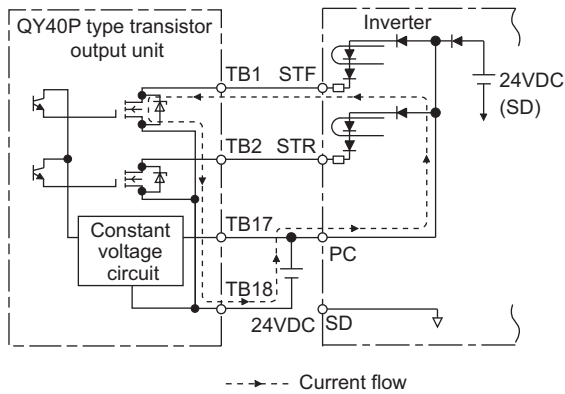 QY40P type transistor
output unit
Inverter
TB1 STF
24VDC
(SD)
TB2 STR
Constant
voltage
circuit
TB17
PC
TB18
24VDC SD
Current flow